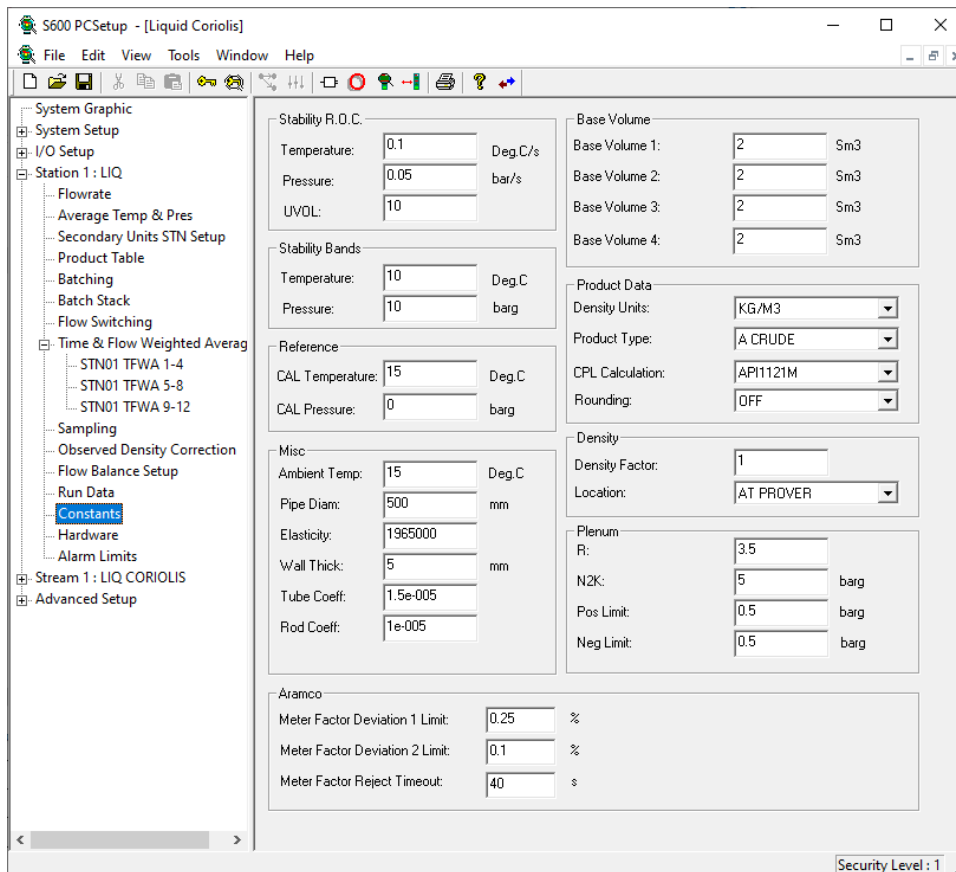 S600 PCSetup - [Liquid Coriolis]
File Edit View Tools Window Help
System Graphic
System Setup
I/O Setup
Station 1 : LIQ
Flowrate
Average Temp & Pres
Secondary Units STN Setup
Product Table
Batching
Batch Stack
Flow Switching
Time & Flow Weighted Averag
STN01 TFWA 1-4
STN01 TFWA 5-8
STN01 TFWA 9-12
Sampling
Observed Density Correction
Flow Balance Setup
Run Data
Constants
Hardware
Alarm Limits
Stream 1 : LIQ CORIOLIS
Advanced Setup
Stability R.O.C.
Temperature: 0.1 Deg.C/s
Pressure: 0.05 bar/s
UVOL: 10
Stability Bands
Temperature: 10 Deg.C
Pressure: 10 barg
Reference
CAL Temperature: 15 Deg.C
CAL Pressure: 0 barg
Misc
Ambient Temp: 15 Deg.C
Pipe Diam: 500 mm
Elasticity: 1965000
Wall Thick: 5 mm
Tube Coeff: 1.5e-005
Rod Coeff: 1e-005
Base Volume
Base Volume 1: 2 Sm3
Base Volume 2: 2 Sm3
Base Volume 3: 2 Sm3
Base Volume 4: 2 Sm3
Product Data
Density Units: KG/M3
Product Type: A CRUDE
CPL Calculation: API1121M
Rounding: OFF
Density
Density Factor: 1
Location: AT PROVER
Plenum
R: 3.5
N2K: 5 barg
Pos Limit: 0.5 barg
Neg Limit: 0.5 barg
Aramco
Meter Factor Deviation 1 Limit: 0.25 %
Meter Factor Deviation 2 Limit: 0.1 %
Meter Factor Reject Timeout: 40 s
Security Level : 1